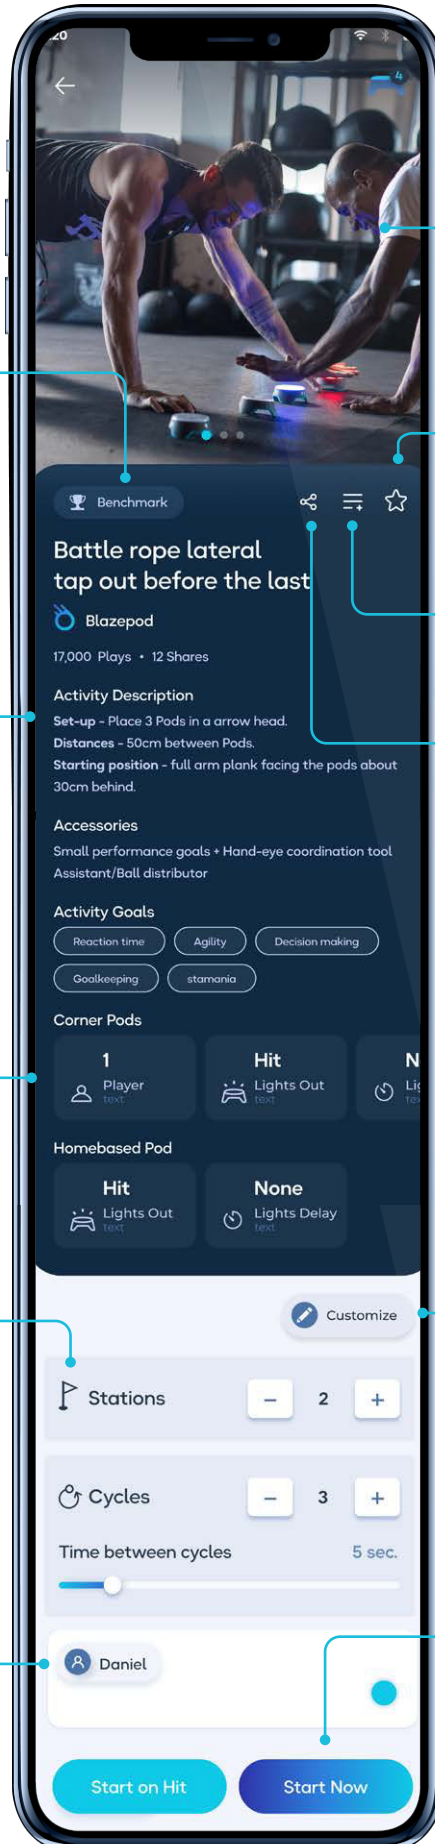 :20
4
Benchmark
Battle rope lateral
tap out before the last
Blazepod
17,000 Plays • 12 Shares
Activity Description
Set-up - Place 3 Pods in a arrow head.
Distances - 50cm between Pods.
Starting position - full arm plank facing the pods about
30cm behind.
Accessories
Small performance goals + Hand-eye coordination tool
Assistant/Ball distributor
Activity Goals
Reaction time Agility Decision making
Goalkeeping stamania
Corner Pods
1 Hit N
Player Lights Out Lig
text text te
Homebased Pod
Hit None
Lights Out Lights Delay
text text
Customize
Stations - 2 +
Cycles - 3 +
Time between cycles 5 sec.
Daniel
Start on Hit Start Now